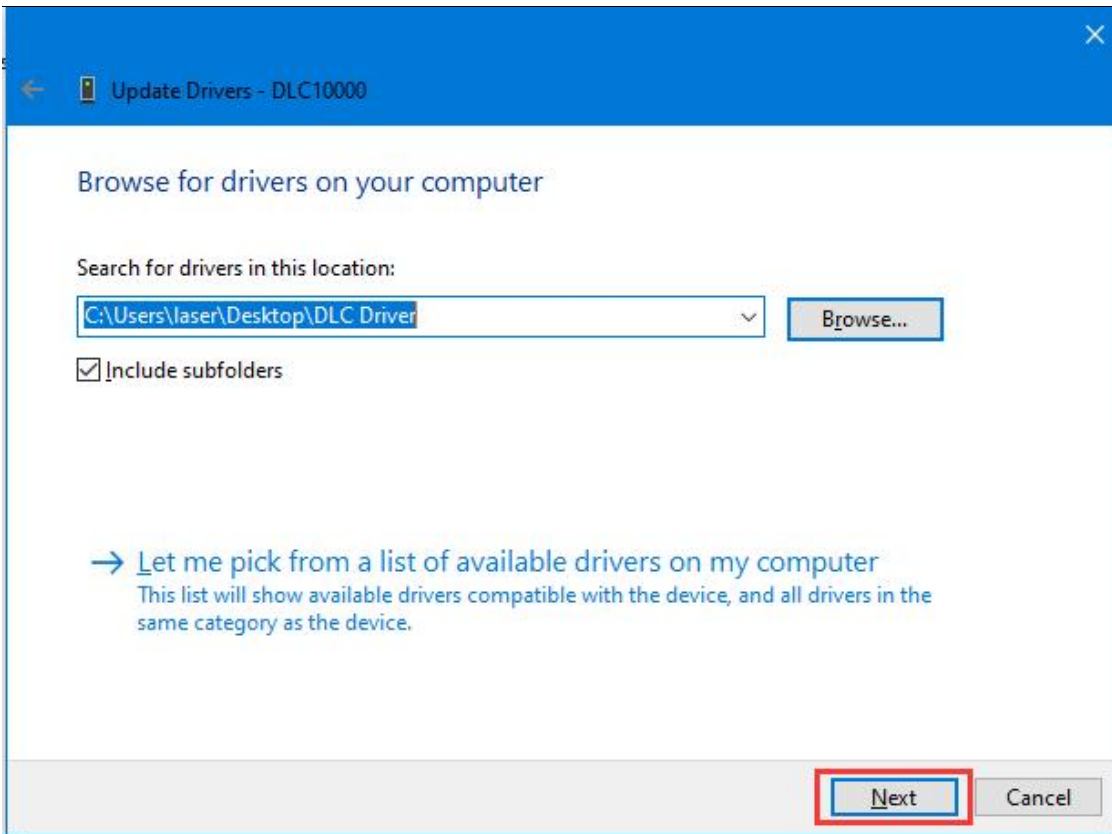 Update Drivers - DLC10000
Browse for drivers on your computer
Search for drivers in this location:
C:\Users\laser\Desktop\DLC Driver
Browse...
Include subfolders
Let me pick from a list of available drivers on my computer
This list will show available drivers compatible with the device, and all drivers in the
same category as the device.
Next
Cancel